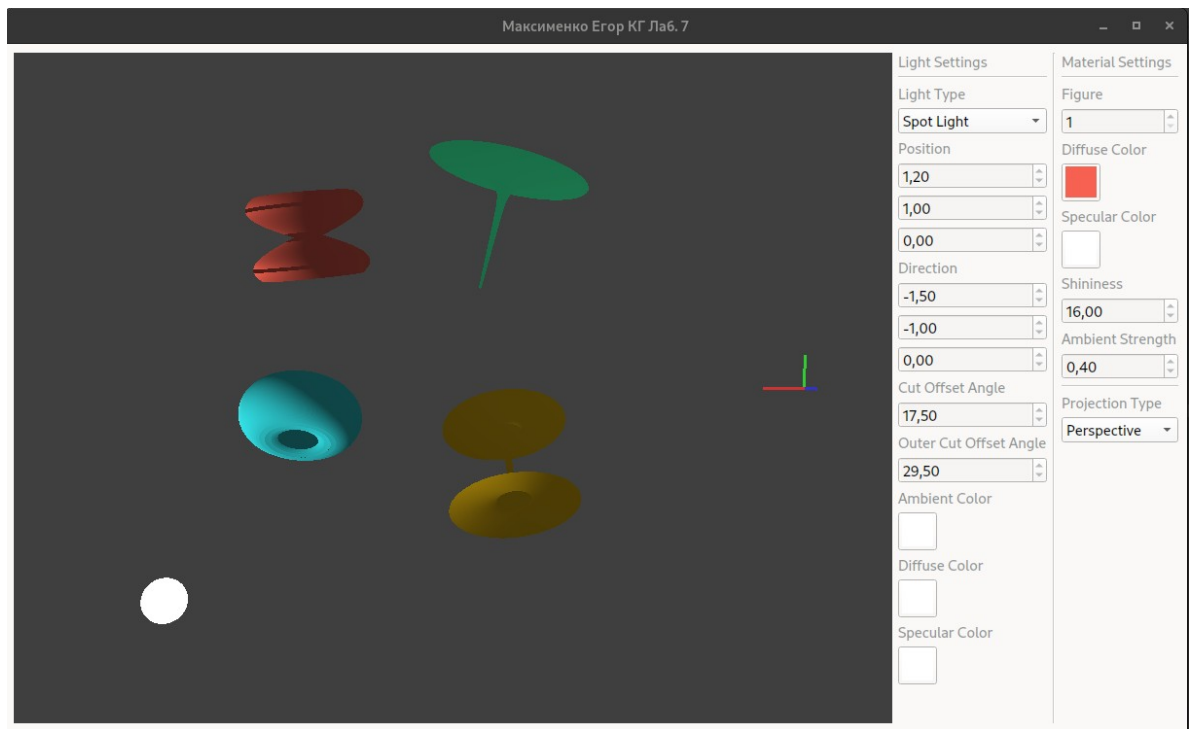 Максименко Егор КГ Лаб. 7
Light Settings
Light Type
Spot Light
Position
1,20
1,00
0,00
Direction
-1,50
-1,00
0,00
Cut Offset Angle
17,50
Outer Cut Offset Angle
29,50
Ambient Color
Diffuse Color
Specular Color
Material Settings
Figure
1
Diffuse Color
Specular Color
Shininess
16,00
Ambient Strength
0,40
Projection Type
Perspective